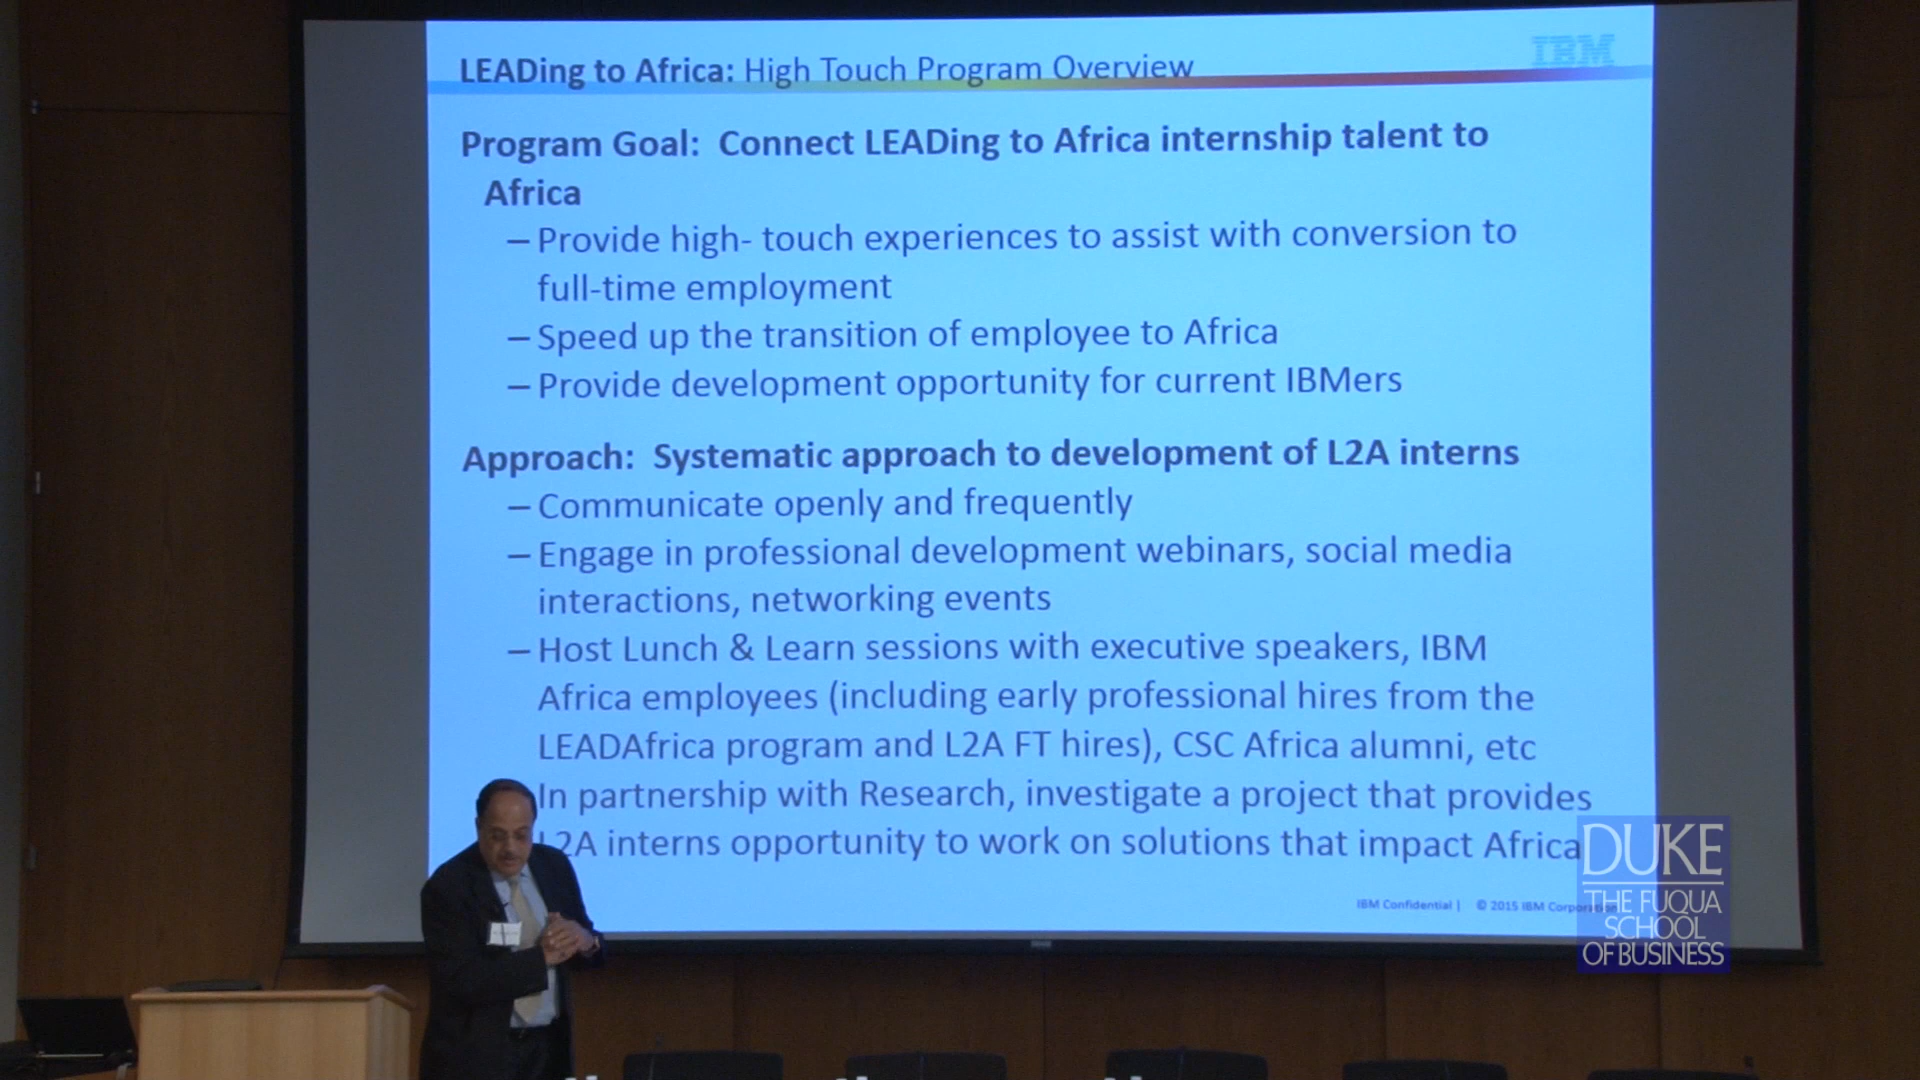 LEADing to Africa: High Touch Program Overview
IBM
Program Goal: Connect LEADing to Africa internship talent to
Africa
– Provide high- touch experiences to assist with conversion to
full-time employment
– Speed up the transition of employee to Africa
– Provide development opportunity for current IBMers
Approach: Systematic approach to development of L2A interns
– Communicate openly and frequently
– Engage in professional development webinars, social media
interactions, networking events
– Host Lunch & Learn sessions with executive speakers, IBM
Africa employees (including early professional hires from the
LEADAfrica program and L2A FT hires), CSC Africa alumni, etc
In partnership with Research, investigate a project that provides
L2A interns opportunity to work on solutions that impact Africa
IBM Confidential | © 2015 IBM Corporation
DUKE
THE FUQUA
SCHOOL
OF BUSINESS